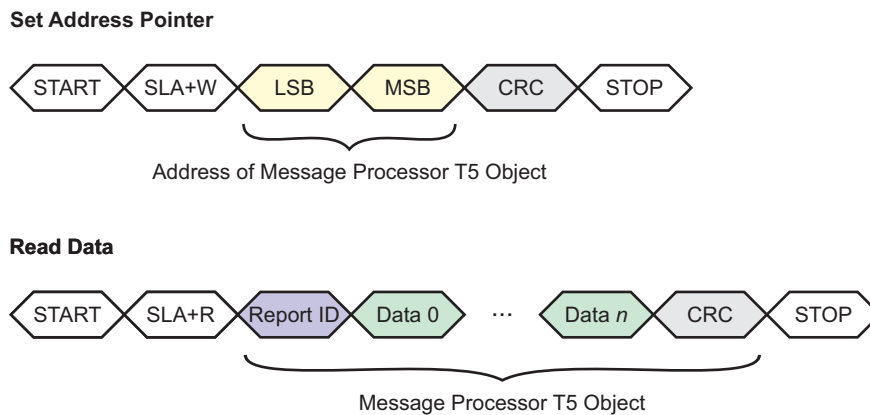 Set Address Pointer
START SLA+W LSB MSB CRC STOP
Address of Message Processor T5 Object
Read Data
START SLA+R Report ID Data 0 ... Data n CRC STOP
Message Processor T5 Object